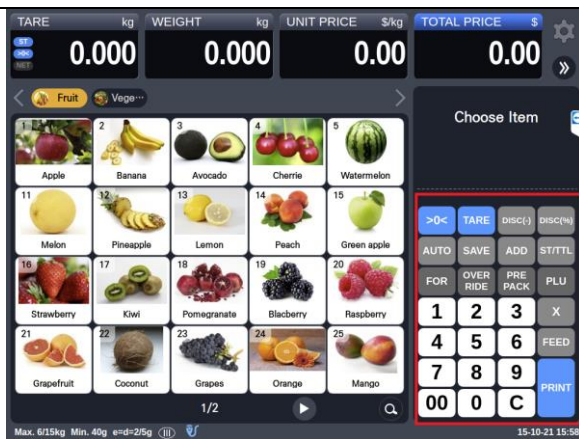 TARE kg WEIGHT kg UNIT PRICE $/kg TOTAL PRICE $
ST
>0<
NET
0.000 0.000 0.00 0.00
Fruit Vege···
Choose Item
1 2 3 4 5
Apple Banana Avocado Cherrie Watermelon
11 12 13 14 15
Melon Pineapple Lemon Peach Green apple
16 17 18 19 20
Strawberry Kiwi Pomegranate Blacberry Raspberry
21 22 23 24 25
Grapefruit Coconut Grapes Orange Mango
1/2
>0< TARE DISC(-) DISC(%)
AUTO SAVE ADD ST/TTL
FOR OVER RIDE PRE PACK PLU
1 2 3 X
4 5 6 FEED
7 8 9 PRINT
00 0 C
Max. 6/15kg Min. 40g e=d=2/5g III 15-10-21 15:58